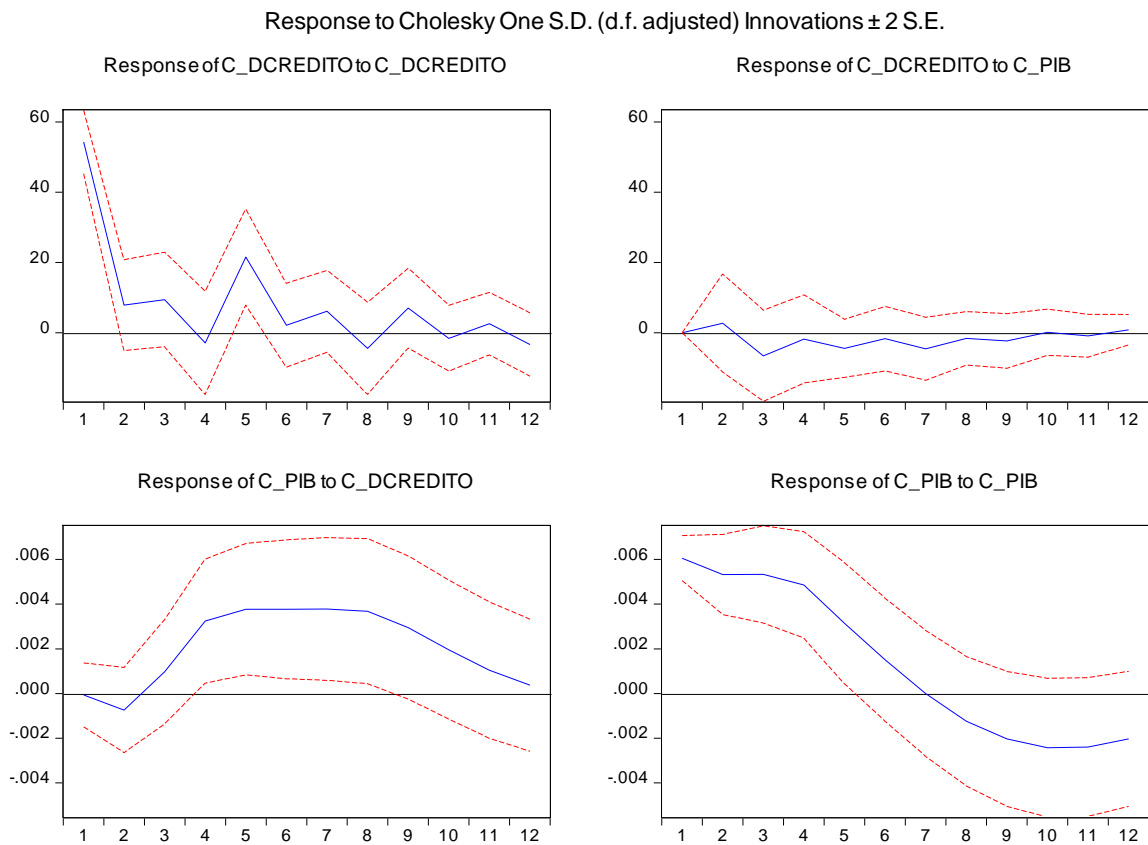 Response to Cholesky One S.D. (d.f. adjusted) Innovations ± 2 S.E.
Response of C_DCREDITO to C_DCREDITO
60
40
20
0
1 2 3 4 5 6 7 8 9 10 11 12
Response of C_DCREDITO to C_PIB
60
40
20
0
1 2 3 4 5 6 7 8 9 10 11 12
Response of C_PIB to C_DCREDITO
.006
.004
.002
.000
-.002
-.004
1 2 3 4 5 6 7 8 9 10 11 12
Response of C_PIB to C_PIB
.006
.004
.002
.000
-.002
-.004
1 2 3 4 5 6 7 8 9 10 11 12